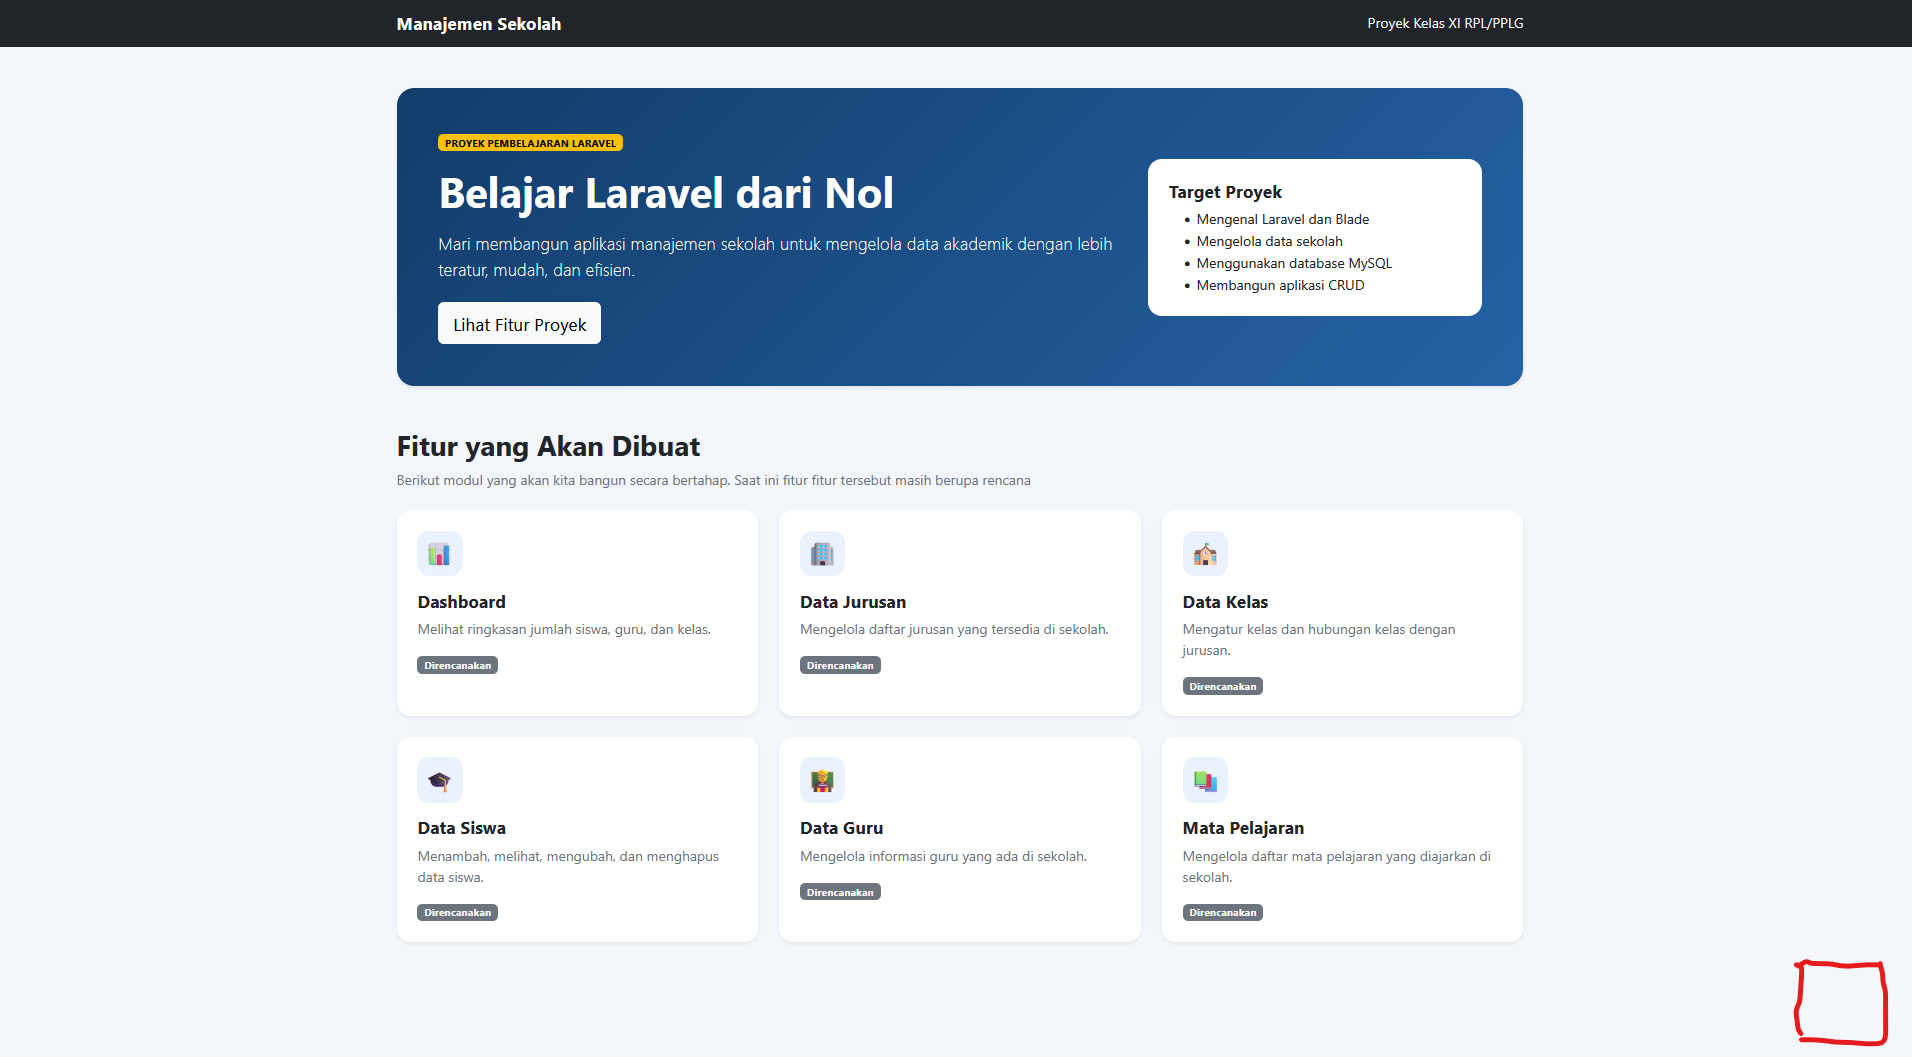 Manajemen Sekolah
Proyek Kelas XI RPL/PPLG
PROYEK PEMBELAJARAN LARAVEL
Belajar Laravel dari Nol
Mari membangun aplikasi manajemen sekolah untuk mengelola data akademik dengan lebih
teratur, mudah, dan efisien.
Lihat Fitur Proyek
Target Proyek
Mengenal Laravel dan Blade
Mengelola data sekolah
Menggunakan database MySQL
Membangun aplikasi CRUD
Fitur yang Akan Dibuat
Berikut modul yang akan kita bangun secara bertahap. Saat ini fitur fitur tersebut masih berupa rencana
Dashboard
Melihat ringkasan jumlah siswa, guru, dan kelas.
Direncanakan
Data Jurusan
Mengelola daftar jurusan yang tersedia di sekolah.
Direncanakan
Data Kelas
Mengatur kelas dan hubungan kelas dengan
jurusan.
Direncanakan
Data Siswa
Menambah, melihat, mengubah, dan menghapus
data siswa.
Direncanakan
Data Guru
Mengelola informasi guru yang ada di sekolah.
Direncanakan
Mata Pelajaran
Mengelola daftar mata pelajaran yang diajarkan di
sekolah.
Direncanakan